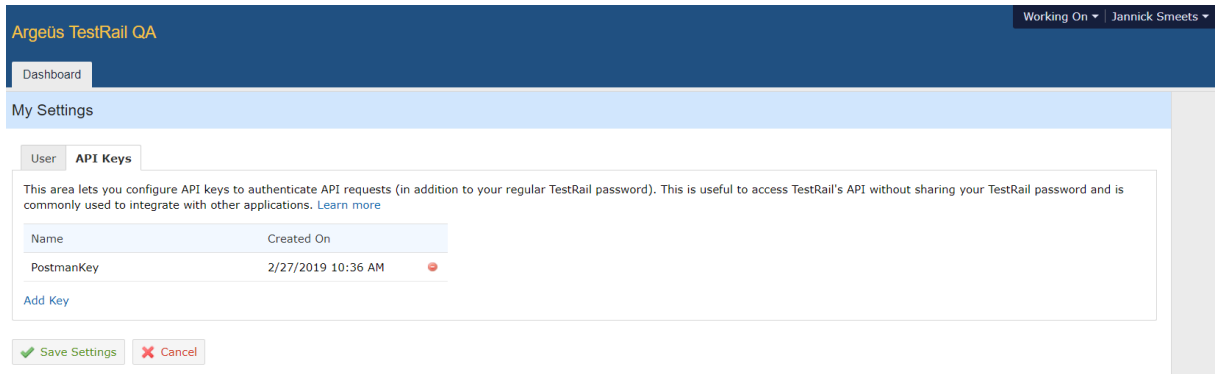 Working On Jannick Smeets
Argeüs TestRail QA
Dashboard
My Settings
User API Keys
This area lets you configure API keys to authenticate API requests (in addition to your regular TestRail password). This is useful to access TestRail's API without sharing your TestRail password and is
commonly used to integrate with other applications. Learn more
Name Created On
PostmanKey 2/27/2019 10:36 AM
Add Key
Save Settings Cancel